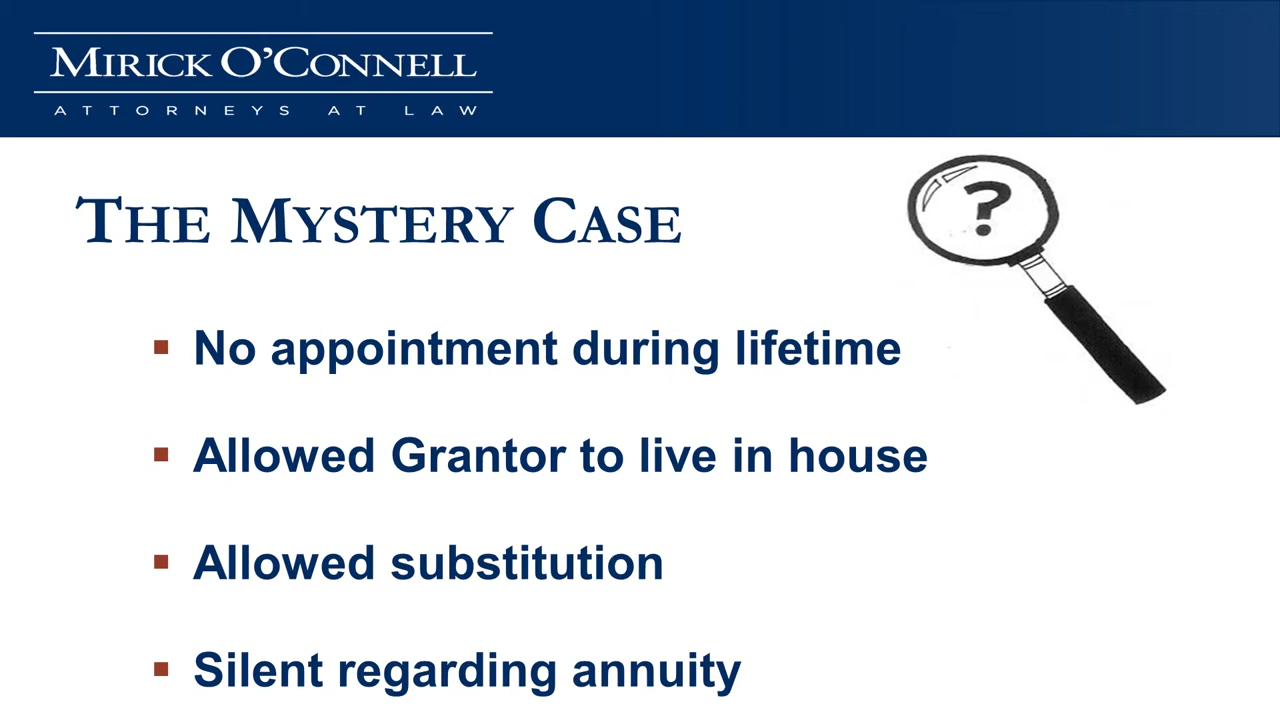 MIRICK O'CONNELL
ATTORNEYS AT LAW
THE MYSTERY CASE
?
▪ No appointment during lifetime
▪ Allowed Grantor to live in house
▪ Allowed substitution
▪ Silent regarding annuity